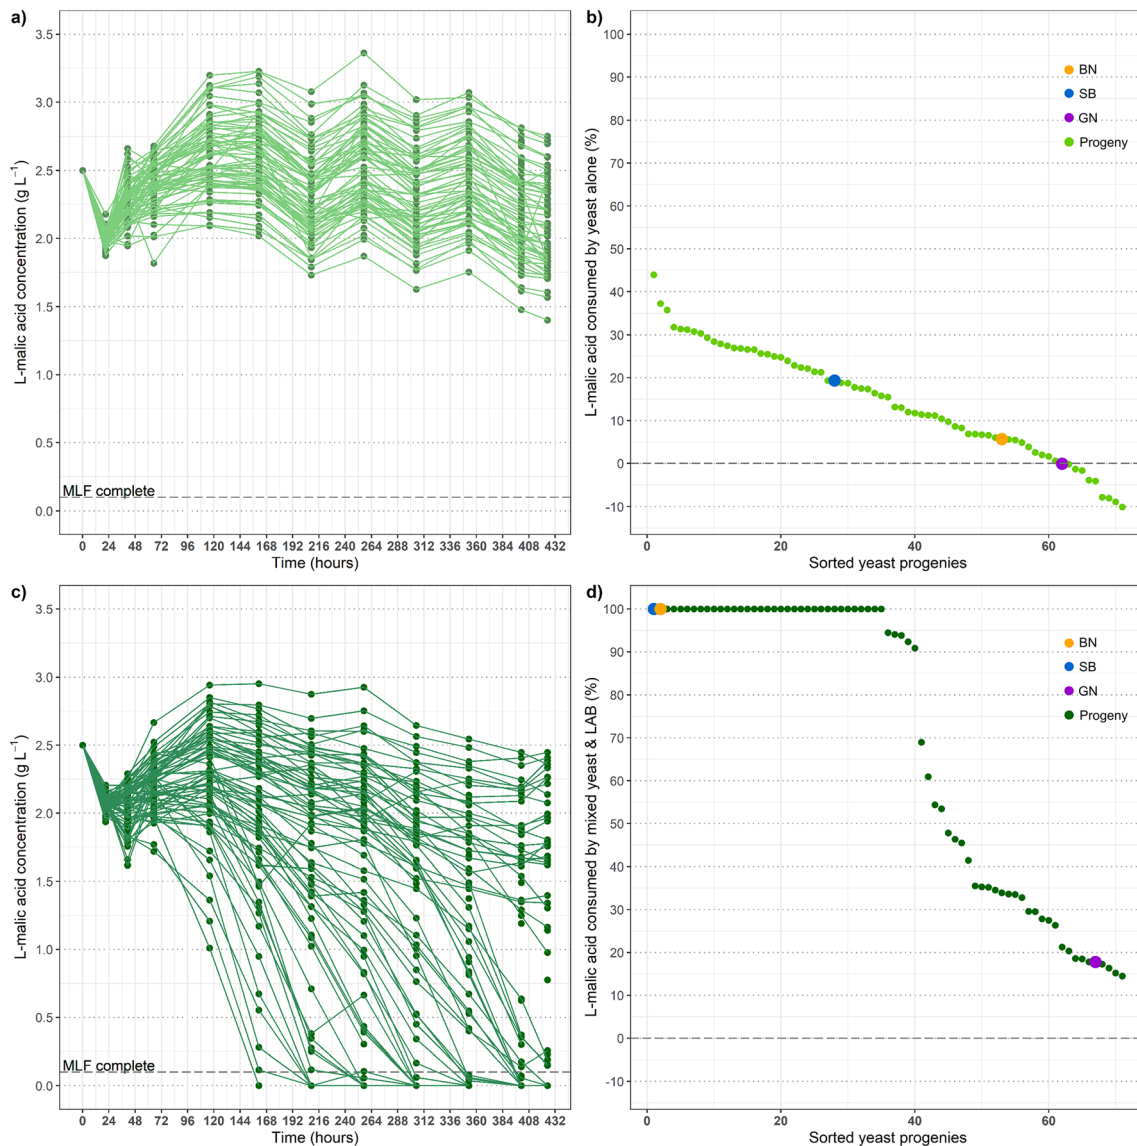 a)
L-malic acid concentration (g L⁻¹)
3.5
3.0
2.5
2.0
1.5
1.0
0.5
0.0
MLF complete
0 24 48 72 96 120 144 168 192 216 240 264 288 312 336 360 384 408 432
Time (hours)
b)
L-malic acid consumed by yeast alone (%)
100
90
80
70
60
50
40
30
20
10
0
-10
BN
SB
GN
Progeny
0 20 40 60
Sorted yeast progenies
c)
L-malic acid concentration (g L⁻¹)
3.5
3.0
2.5
2.0
1.5
1.0
0.5
0.0
MLF complete
0 24 48 72 96 120 144 168 192 216 240 264 288 312 336 360 384 408 432
Time (hours)
d)
L-malic acid consumed by mixed yeast & LAB (%)
100
90
80
70
60
50
40
30
20
10
0
-10
BN
SB
GN
Progeny
0 20 40 60
Sorted yeast progenies